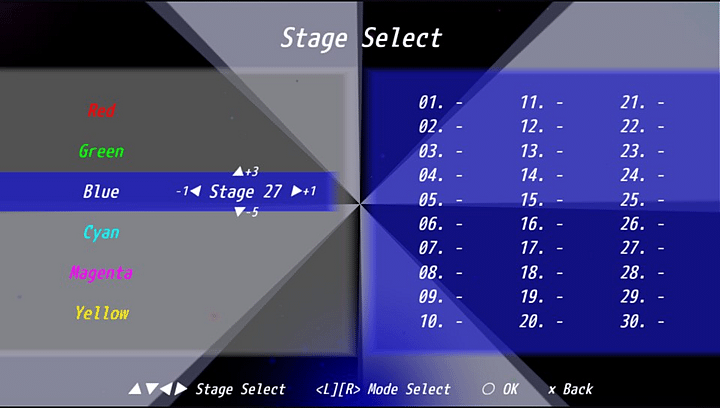 Stage Select
Red
Green
▲+3
Blue -1◀ Stage 27 ▶+1
▼-5
Cyan
Magenta
Yellow
01. - 11. - 21. -
02. - 12. - 22. -
03. - 13. - 23. -
04. - 14. - 24. -
05. - 15. - 25. -
06. - 16. - 26. -
07. - 17. - 27. -
08. - 18. - 28. -
09. - 19. - 29. -
10. - 20. - 30. -
▲▼◀▶ Stage Select <L][R> Mode Select ○ OK × Back